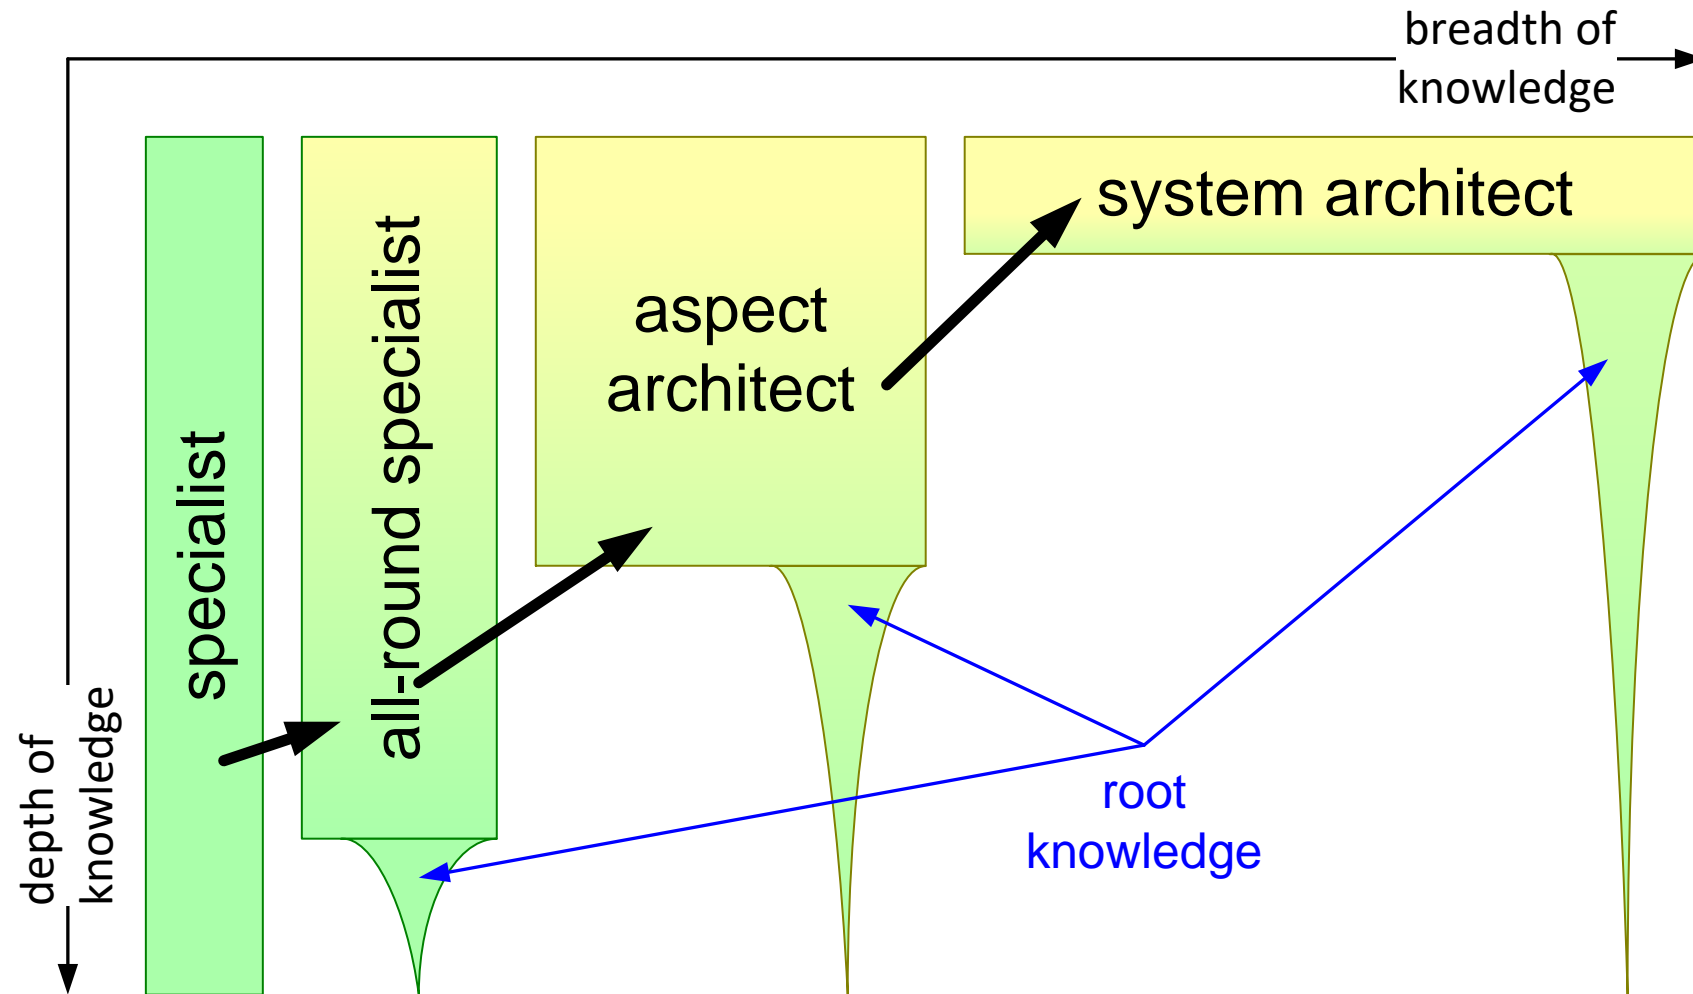 breadth of
knowledge
system architect
aspect
architect
all-round specialist
specialist
depth of
knowledge
root
knowledge